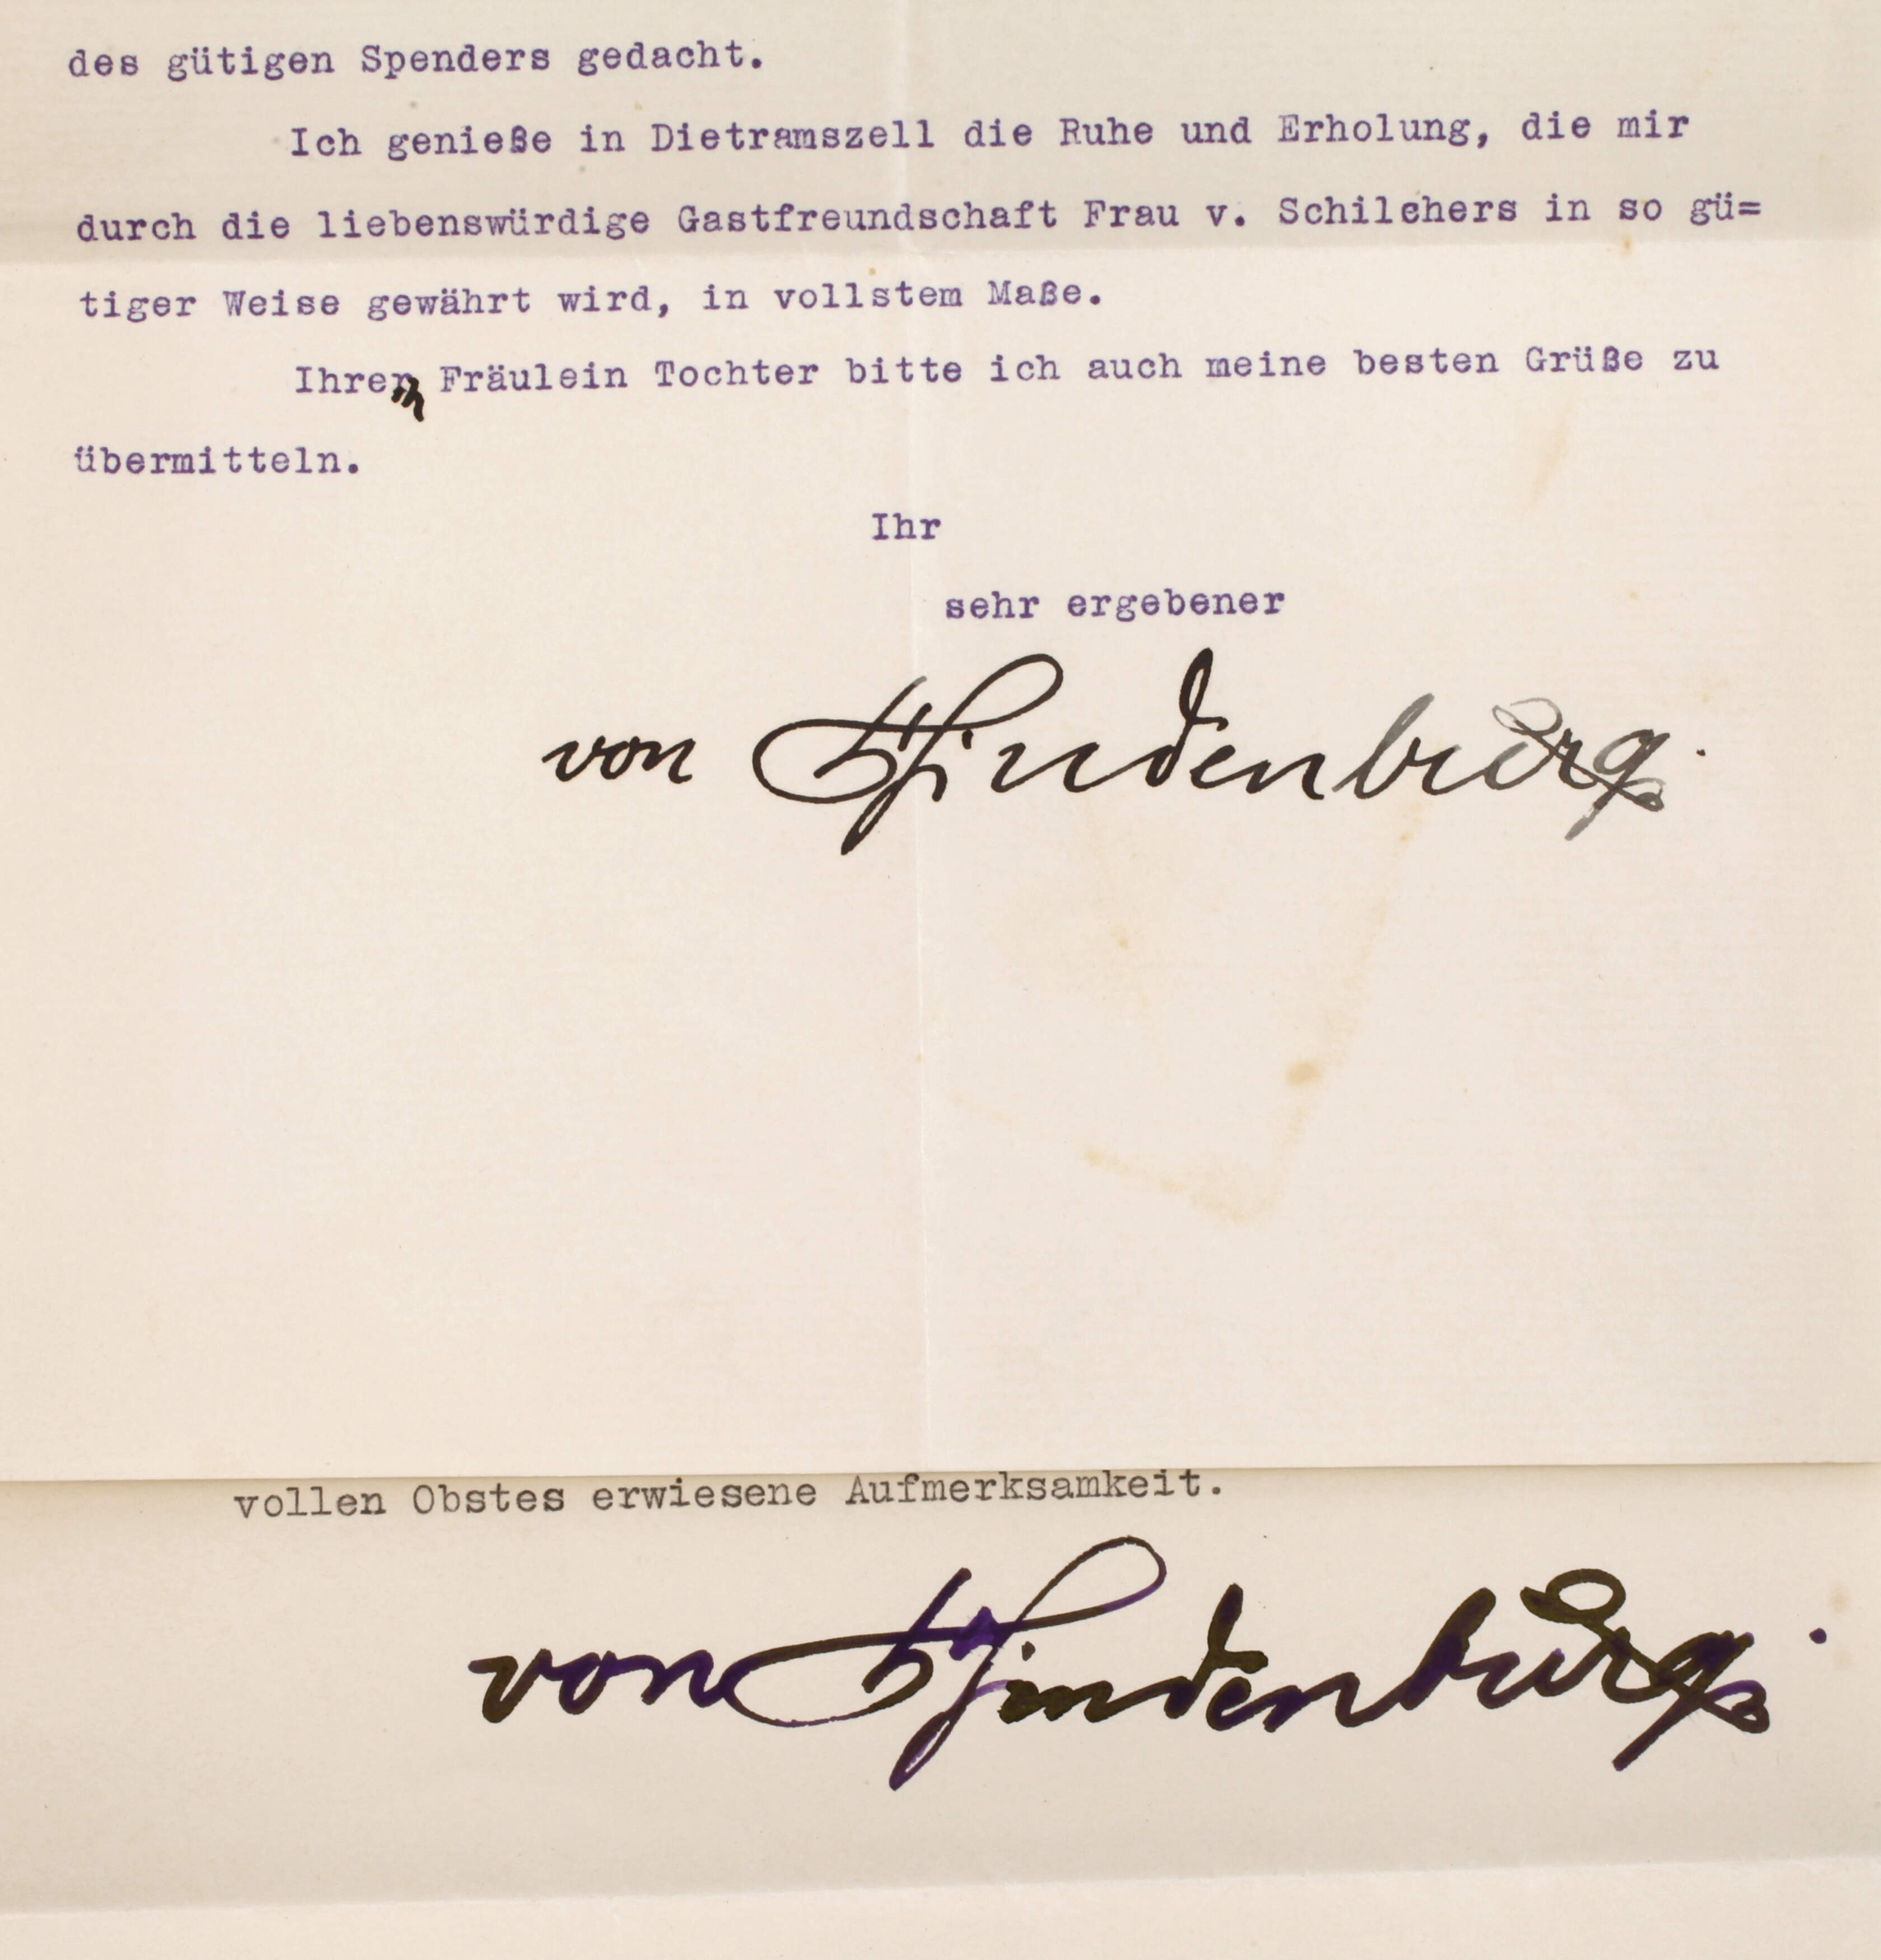 des gütigen Spenders gedacht.
Ich genieße in Dietramszell die Ruhe und Erholung, die mir
durch die liebenswürdige Gastfreundschaft Frau v. Schilchers in so gü=
tiger Weise gewährt wird, in vollstem Maße.
Ihren Fräulein Tochter bitte ich auch meine besten Grüße zu
übermitteln.
Ihr
sehr ergebener
von Hindenburg.
vollen Obstes erwiesene Aufmerksamkeit.
von Hindenburg.